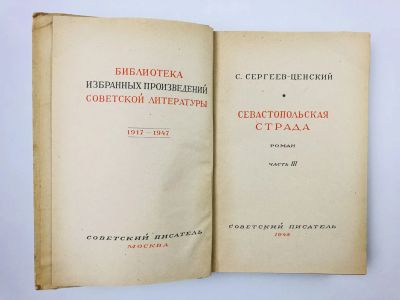 БИБЛИОТЕКА
ИЗБРАННЫХ ПРОИЗВЕДЕНИЙ
СОВЕТСКОЙ ЛИТЕРАТУРЫ
1917–1947
СОВЕТСКИЙ ПИСАТЕЛЬ
МОСКВА
С. СЕРГЕЕВ-ЦЕНСКИЙ
СЕВАСТОПОЛЬСКАЯ
СТРАДА
РОМАН
ЧАСТЬ III
СОВЕТСКИЙ ПИСАТЕЛЬ
1948